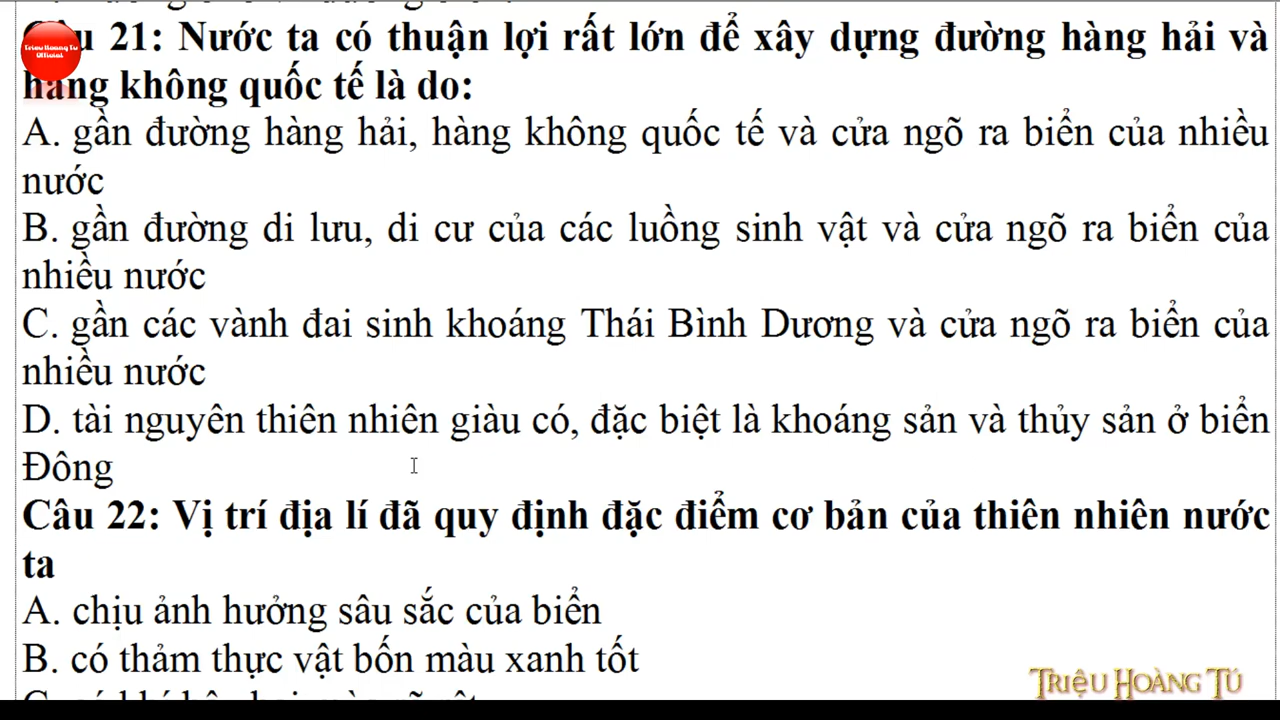 Câu 21: Nước ta có thuận lợi rất lớn để xây dựng đường hàng hải và
hàng không quốc tế là do:
A. gần đường hàng hải, hàng không quốc tế và cửa ngõ ra biển của nhiều
nước
B. gần đường di lưu, di cư của các luồng sinh vật và cửa ngõ ra biển của
nhiều nước
C. gần các vành đai sinh khoáng Thái Bình Dương và cửa ngõ ra biển của
nhiều nước
D. tài nguyên thiên nhiên giàu có, đặc biệt là khoáng sản và thủy sản ở biển
Đông
Câu 22: Vị trí địa lí đã quy định đặc điểm cơ bản của thiên nhiên nước
ta
A. chịu ảnh hưởng sâu sắc của biển
B. có thảm thực vật bốn màu xanh tốt
Triệu Hoàng Tú
Official
TRIỆU HOÀNG TÚ